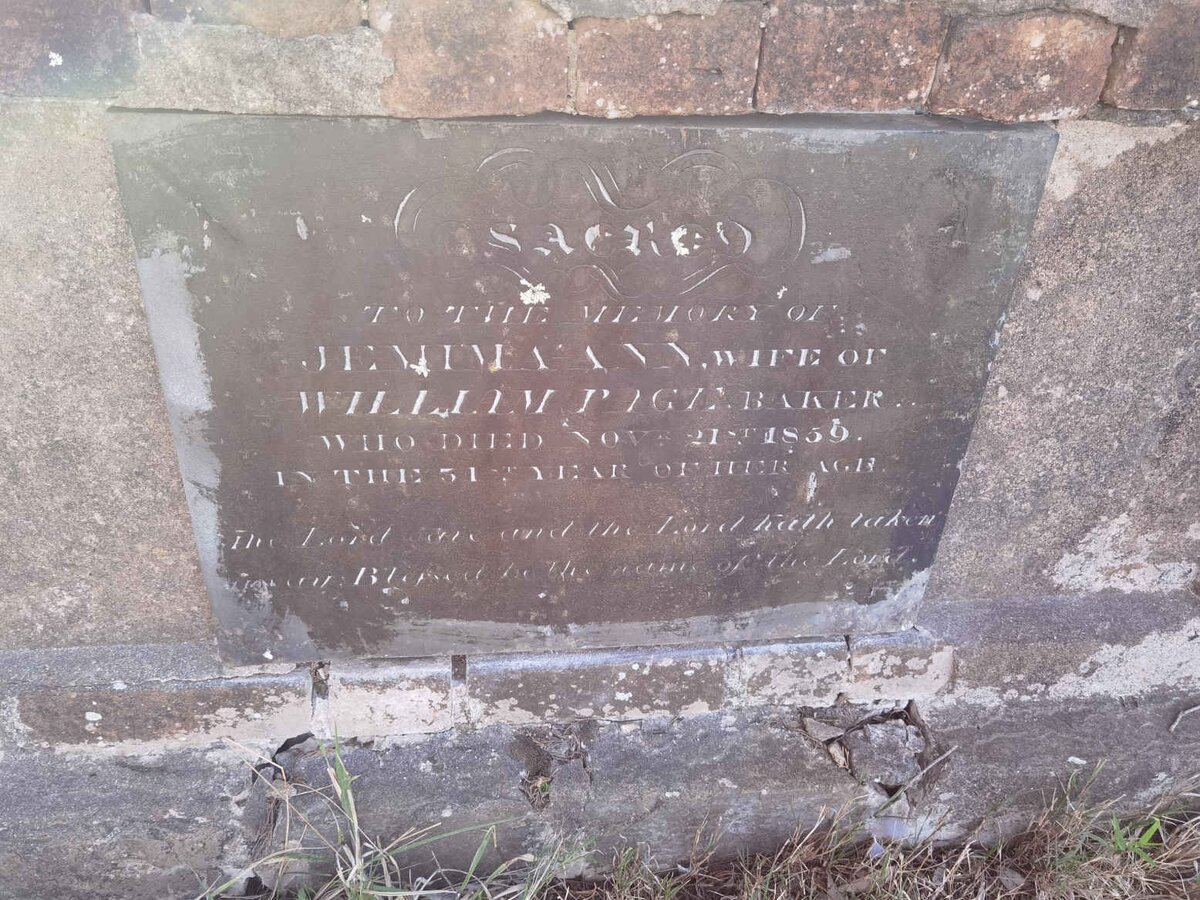 SACRED
TO THE MEMORY OF
JEMIMA ANN, WIFE OF
WILLIAM PAGE BAKER
WHO DIED NOVR 21ST 1859.
IN THE 51ST YEAR OF HER AGE.
The Lord Gave and the Lord hath taken
away: Blessed be the name of the Lord